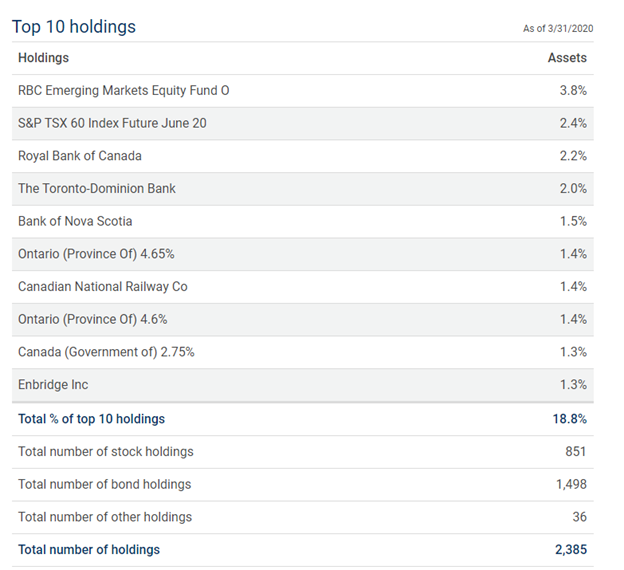 Top 10 holdings As of 3/31/2020
Holdings Assets
RBC Emerging Markets Equity Fund O 3.8%
S&P TSX 60 Index Future June 20 2.4%
Royal Bank of Canada 2.2%
The Toronto-Dominion Bank 2.0%
Bank of Nova Scotia 1.5%
Ontario (Province Of) 4.65% 1.4%
Canadian National Railway Co 1.4%
Ontario (Province Of) 4.6% 1.4%
Canada (Government of) 2.75% 1.3%
Enbridge Inc 1.3%
Total % of top 10 holdings 18.8%
Total number of stock holdings 851
Total number of bond holdings 1,498
Total number of other holdings 36
Total number of holdings 2,385